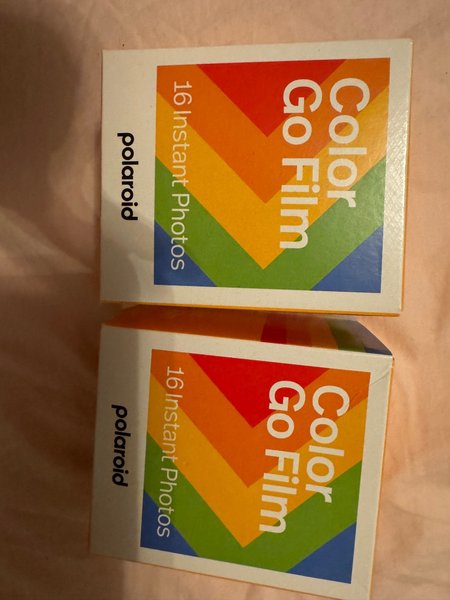 Color
Go Film
16 Instant Photos
polaroid
Color
Go Film
16 Instant Photos
polaroid